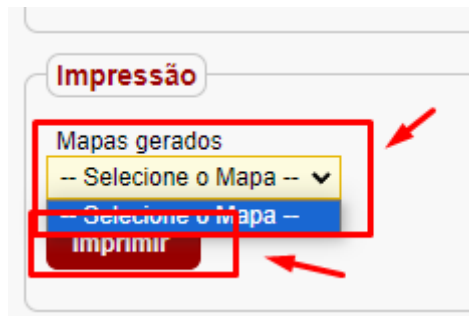 Impressão
Mapas gerados
-- Selecione o Mapa --
-- Selecione o Mapa --
Imprimir